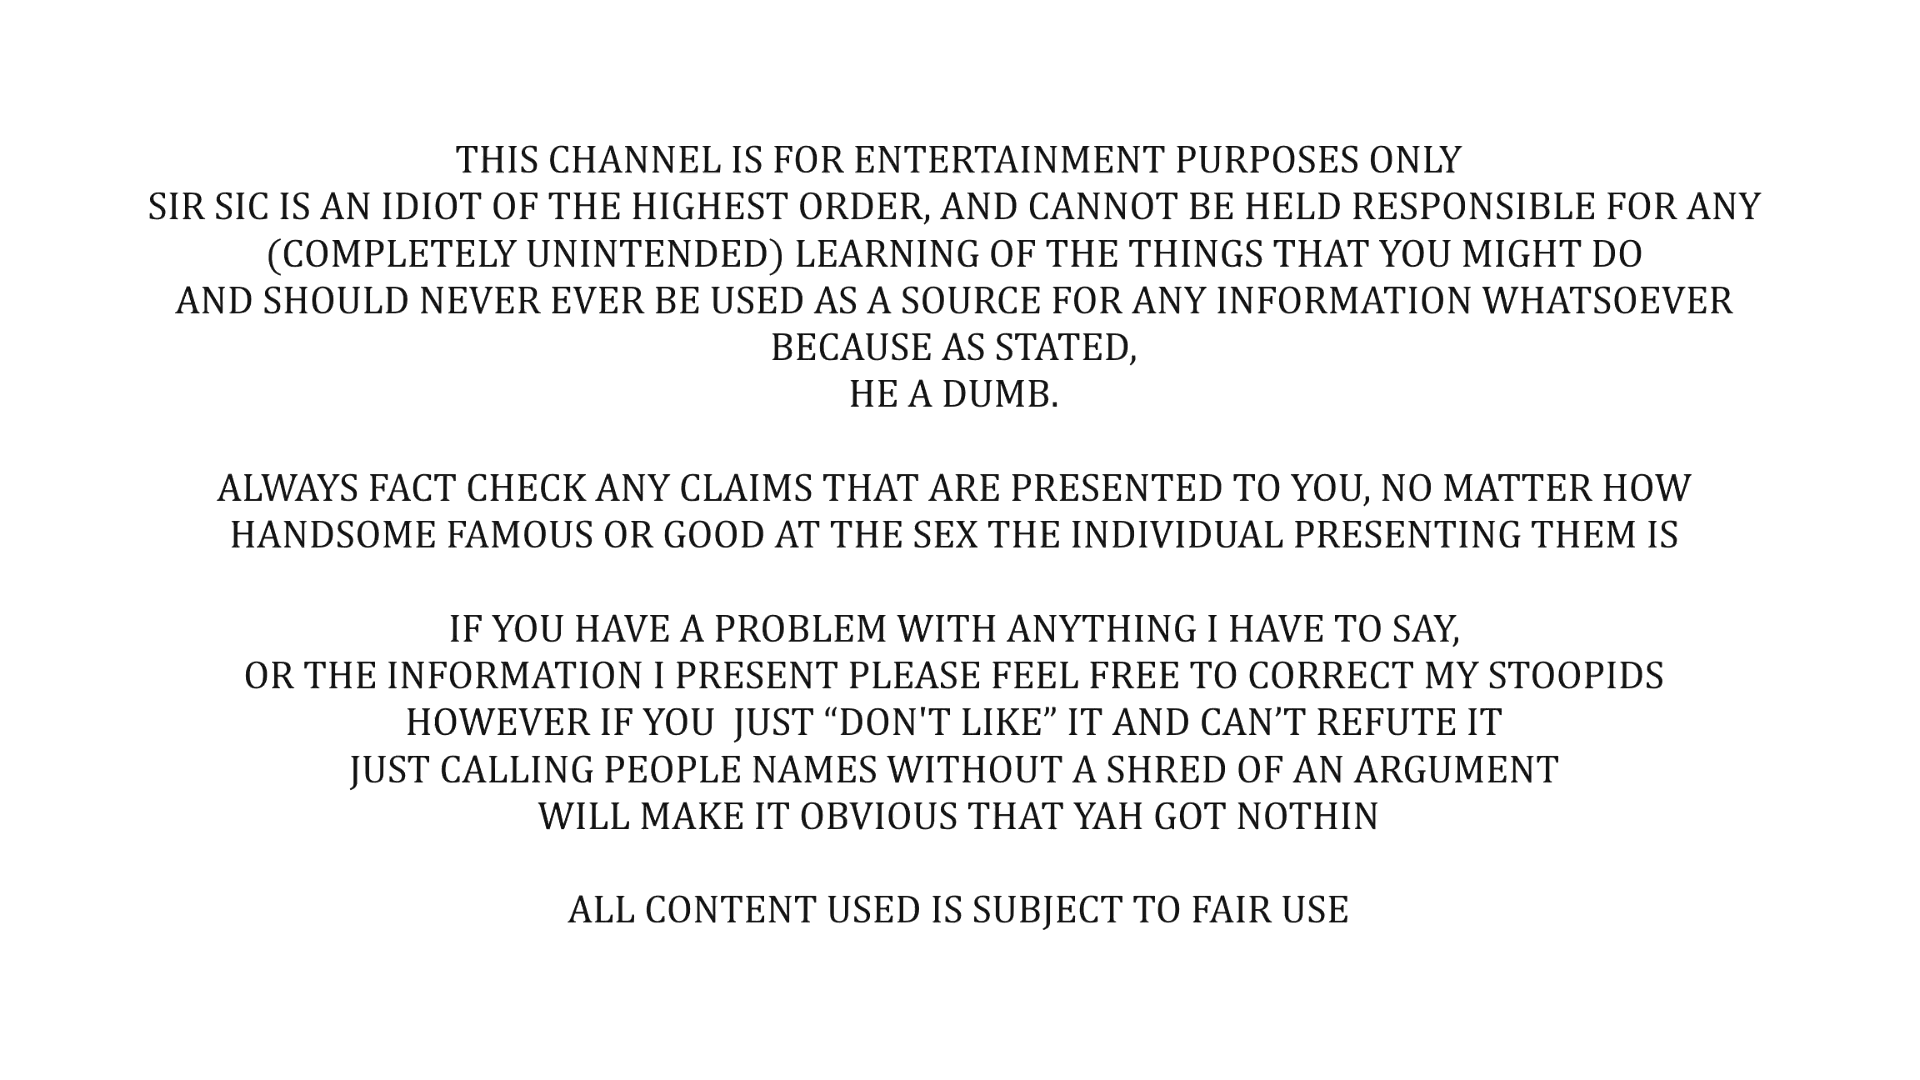 THIS CHANNEL IS FOR ENTERTAINMENT PURPOSES ONLY
SIR SIC IS AN IDIOT OF THE HIGHEST ORDER, AND CANNOT BE HELD RESPONSIBLE FOR ANY
(COMPLETELY UNINTENDED) LEARNING OF THE THINGS THAT YOU MIGHT DO
AND SHOULD NEVER EVER BE USED AS A SOURCE FOR ANY INFORMATION WHATSOEVER
BECAUSE AS STATED,
HE A DUMB.
ALWAYS FACT CHECK ANY CLAIMS THAT ARE PRESENTED TO YOU, NO MATTER HOW
HANDSOME FAMOUS OR GOOD AT THE SEX THE INDIVIDUAL PRESENTING THEM IS
IF YOU HAVE A PROBLEM WITH ANYTHING I HAVE TO SAY,
OR THE INFORMATION I PRESENT PLEASE FEEL FREE TO CORRECT MY STOOPIDS
HOWEVER IF YOU  JUST “DON'T LIKE” IT AND CAN’T REFUTE IT
JUST CALLING PEOPLE NAMES WITHOUT A SHRED OF AN ARGUMENT
WILL MAKE IT OBVIOUS THAT YAH GOT NOTHIN
ALL CONTENT USED IS SUBJECT TO FAIR USE